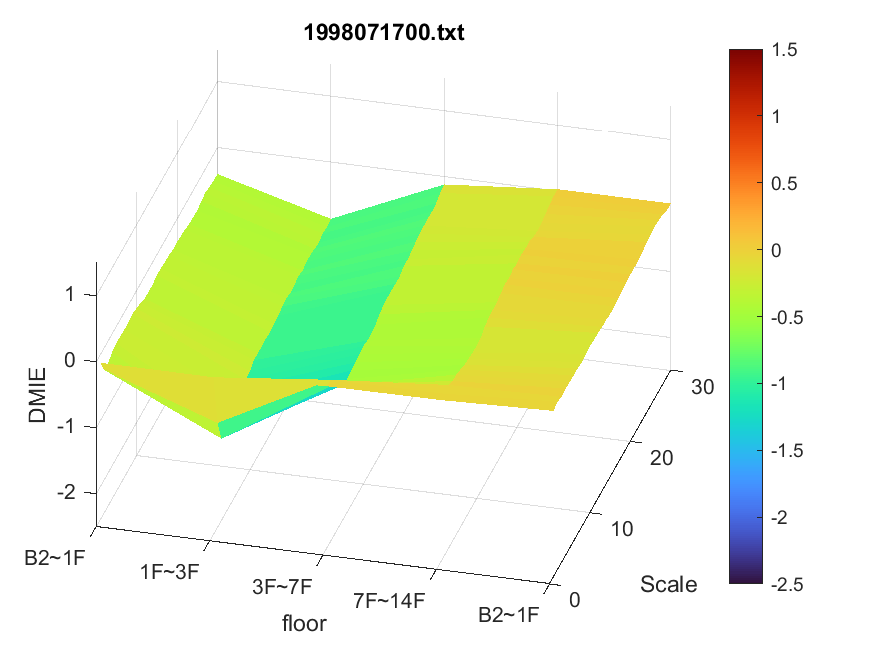 1998071700.txt
DMIE
1
0
-1
-2
B2~1F
1F~3F
3F~7F
7F~14F
B2~1F
floor
0
10
20
30
Scale
1.5
1
0.5
0
-0.5
-1
-1.5
-2
-2.5